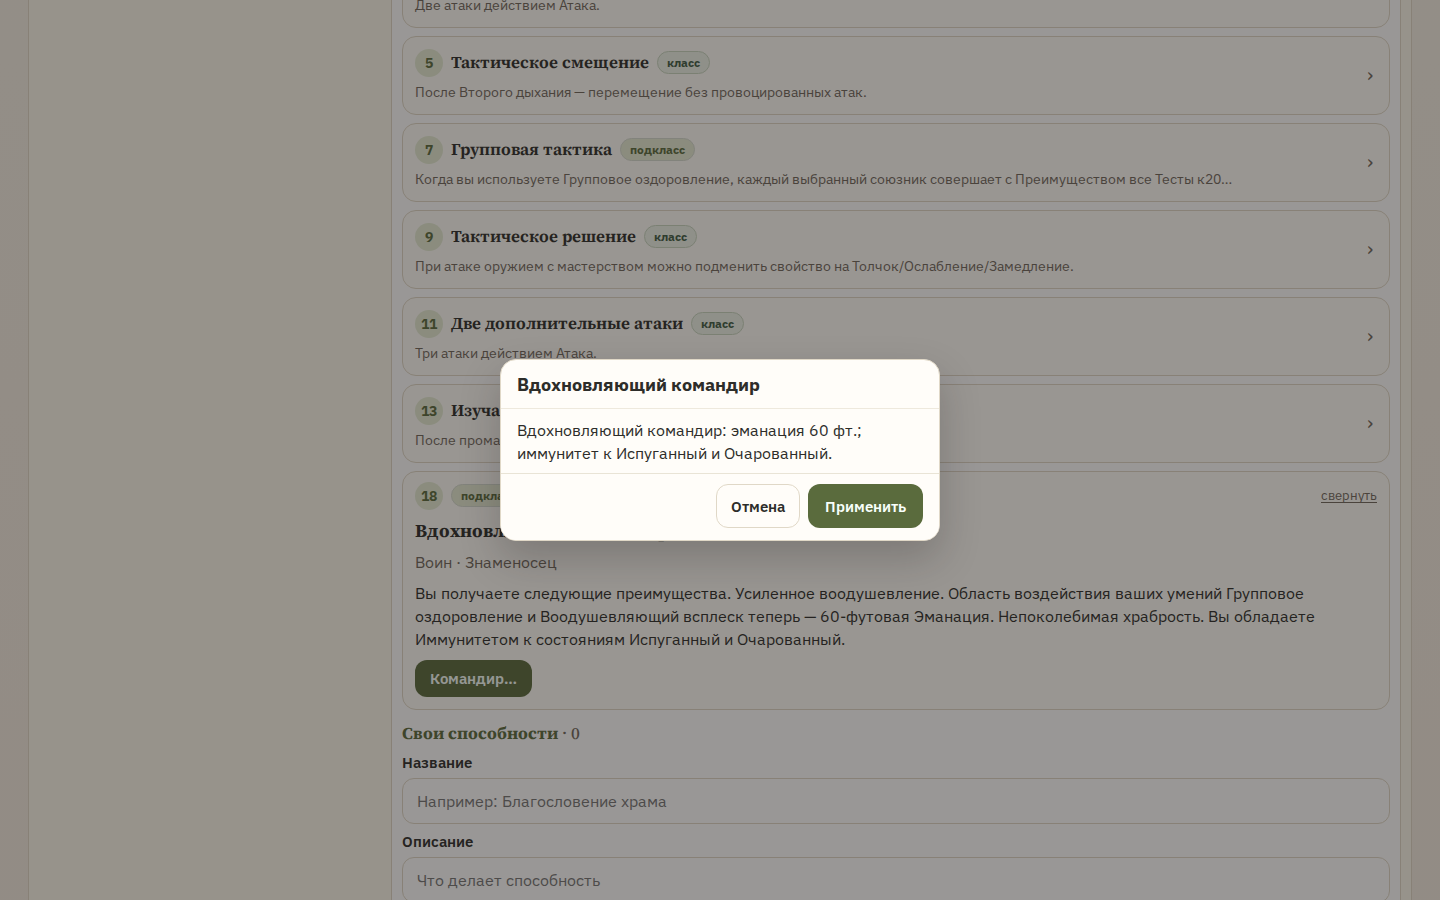 Две атаки действием Атака.
5 Тактическое смещение класс
После Второго дыхания — перемещение без провоцированных атак.
7 Групповая тактика подкласс
Когда вы используете Групповое оздоровление, каждый выбранный союзник совершает с Преимуществом все Тесты к20...
9 Тактическое решение класс
При атаке оружием с мастерством можно подменить свойство на Толчок/Ослабление/Замедление.
11 Две дополнительные атаки класс
Три атаки действием Атака.
Вдохновляющий командир
Вдохновляющий командир: эманация 60 фт.;
иммунитет к Испуганный и Очарованный.
Отмена Применить
13 Изуча
После прома
18 подкл
свернуть
Вдохнов
Воин · Знаменосец
Вы получаете следующие преимущества. Усиленное воодушевление. Область воздействия ваших умений Групповое
оздоровление и Воодушевляющий всплеск теперь — 60-футовая Эманация. Непоколебимая храбрость. Вы обладаете
Иммунитетом к состояниям Испуганный и Очарованный.
Командир...
Свои способности · 0
Название
Например: Благословение храма
Описание
Что делает способность